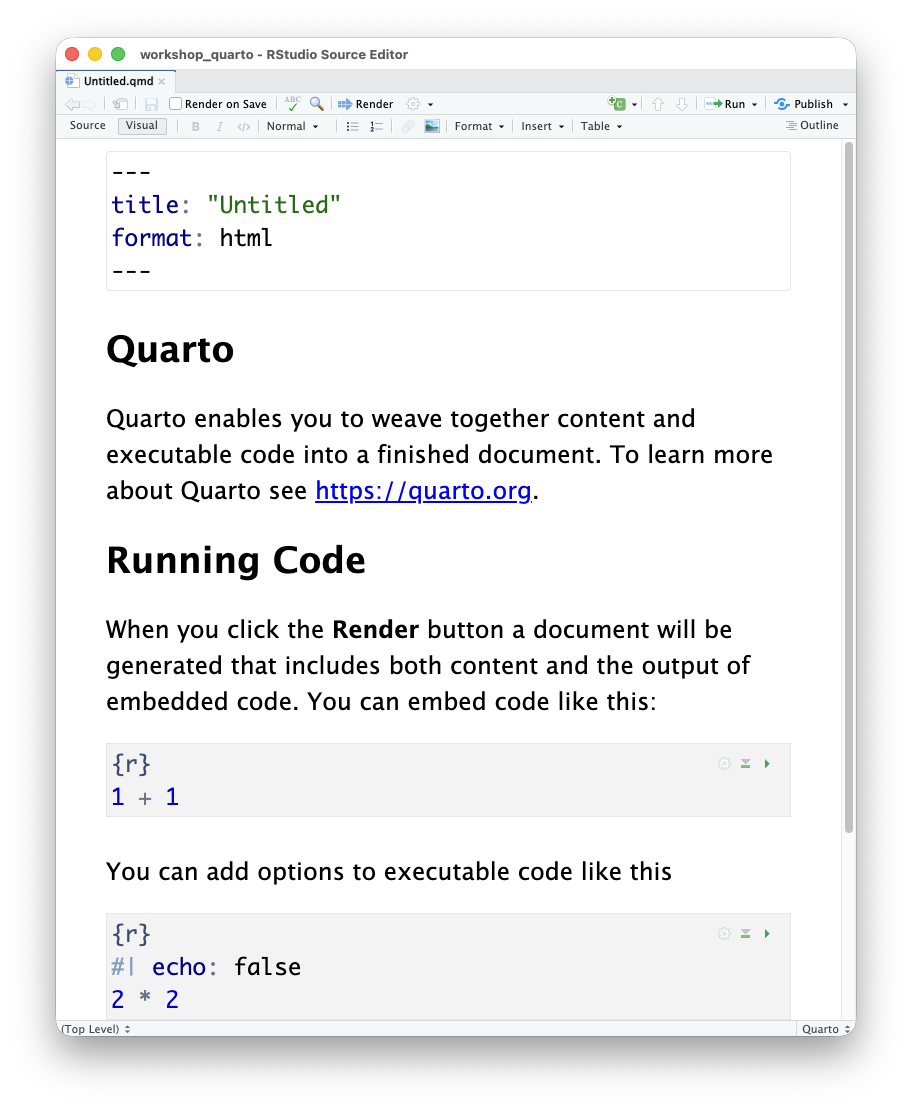 workshop_quarto - RStudio Source Editor
Untitled.qmd
Render on Save ABC Render C Run Publish
Source Visual B I </> Normal Format Insert Table Outline
---
title: "Untitled"
format: html
---
Quarto
Quarto enables you to weave together content and
executable code into a finished document. To learn more
about Quarto see https://quarto.org.
Running Code
When you click the Render button a document will be
generated that includes both content and the output of
embedded code. You can embed code like this:
{r}
1 + 1
You can add options to executable code like this
{r}
#| echo: false
2 * 2
(Top Level) Quarto